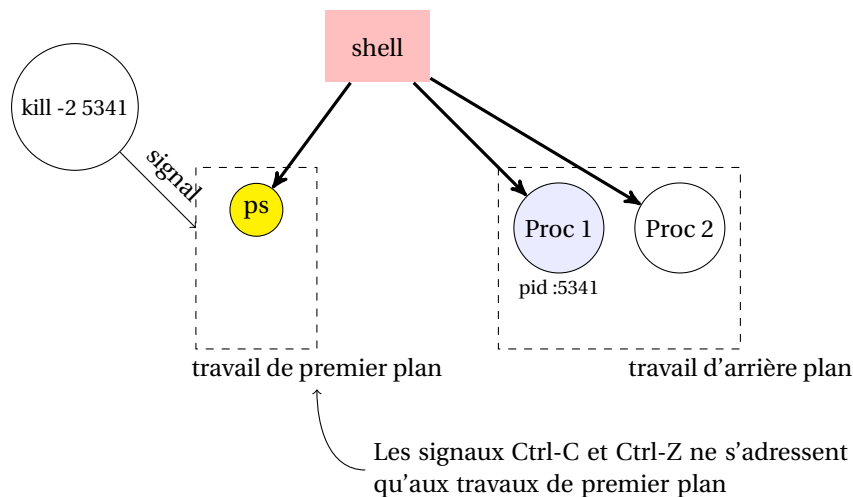 shell
kill -2 5341
signal
ps
Proc 1
Proc 2
pid :5341
travail de premier plan
travail d'arrière plan
Les signaux Ctrl-C et Ctrl-Z ne s'adressent
qu'aux travaux de premier plan